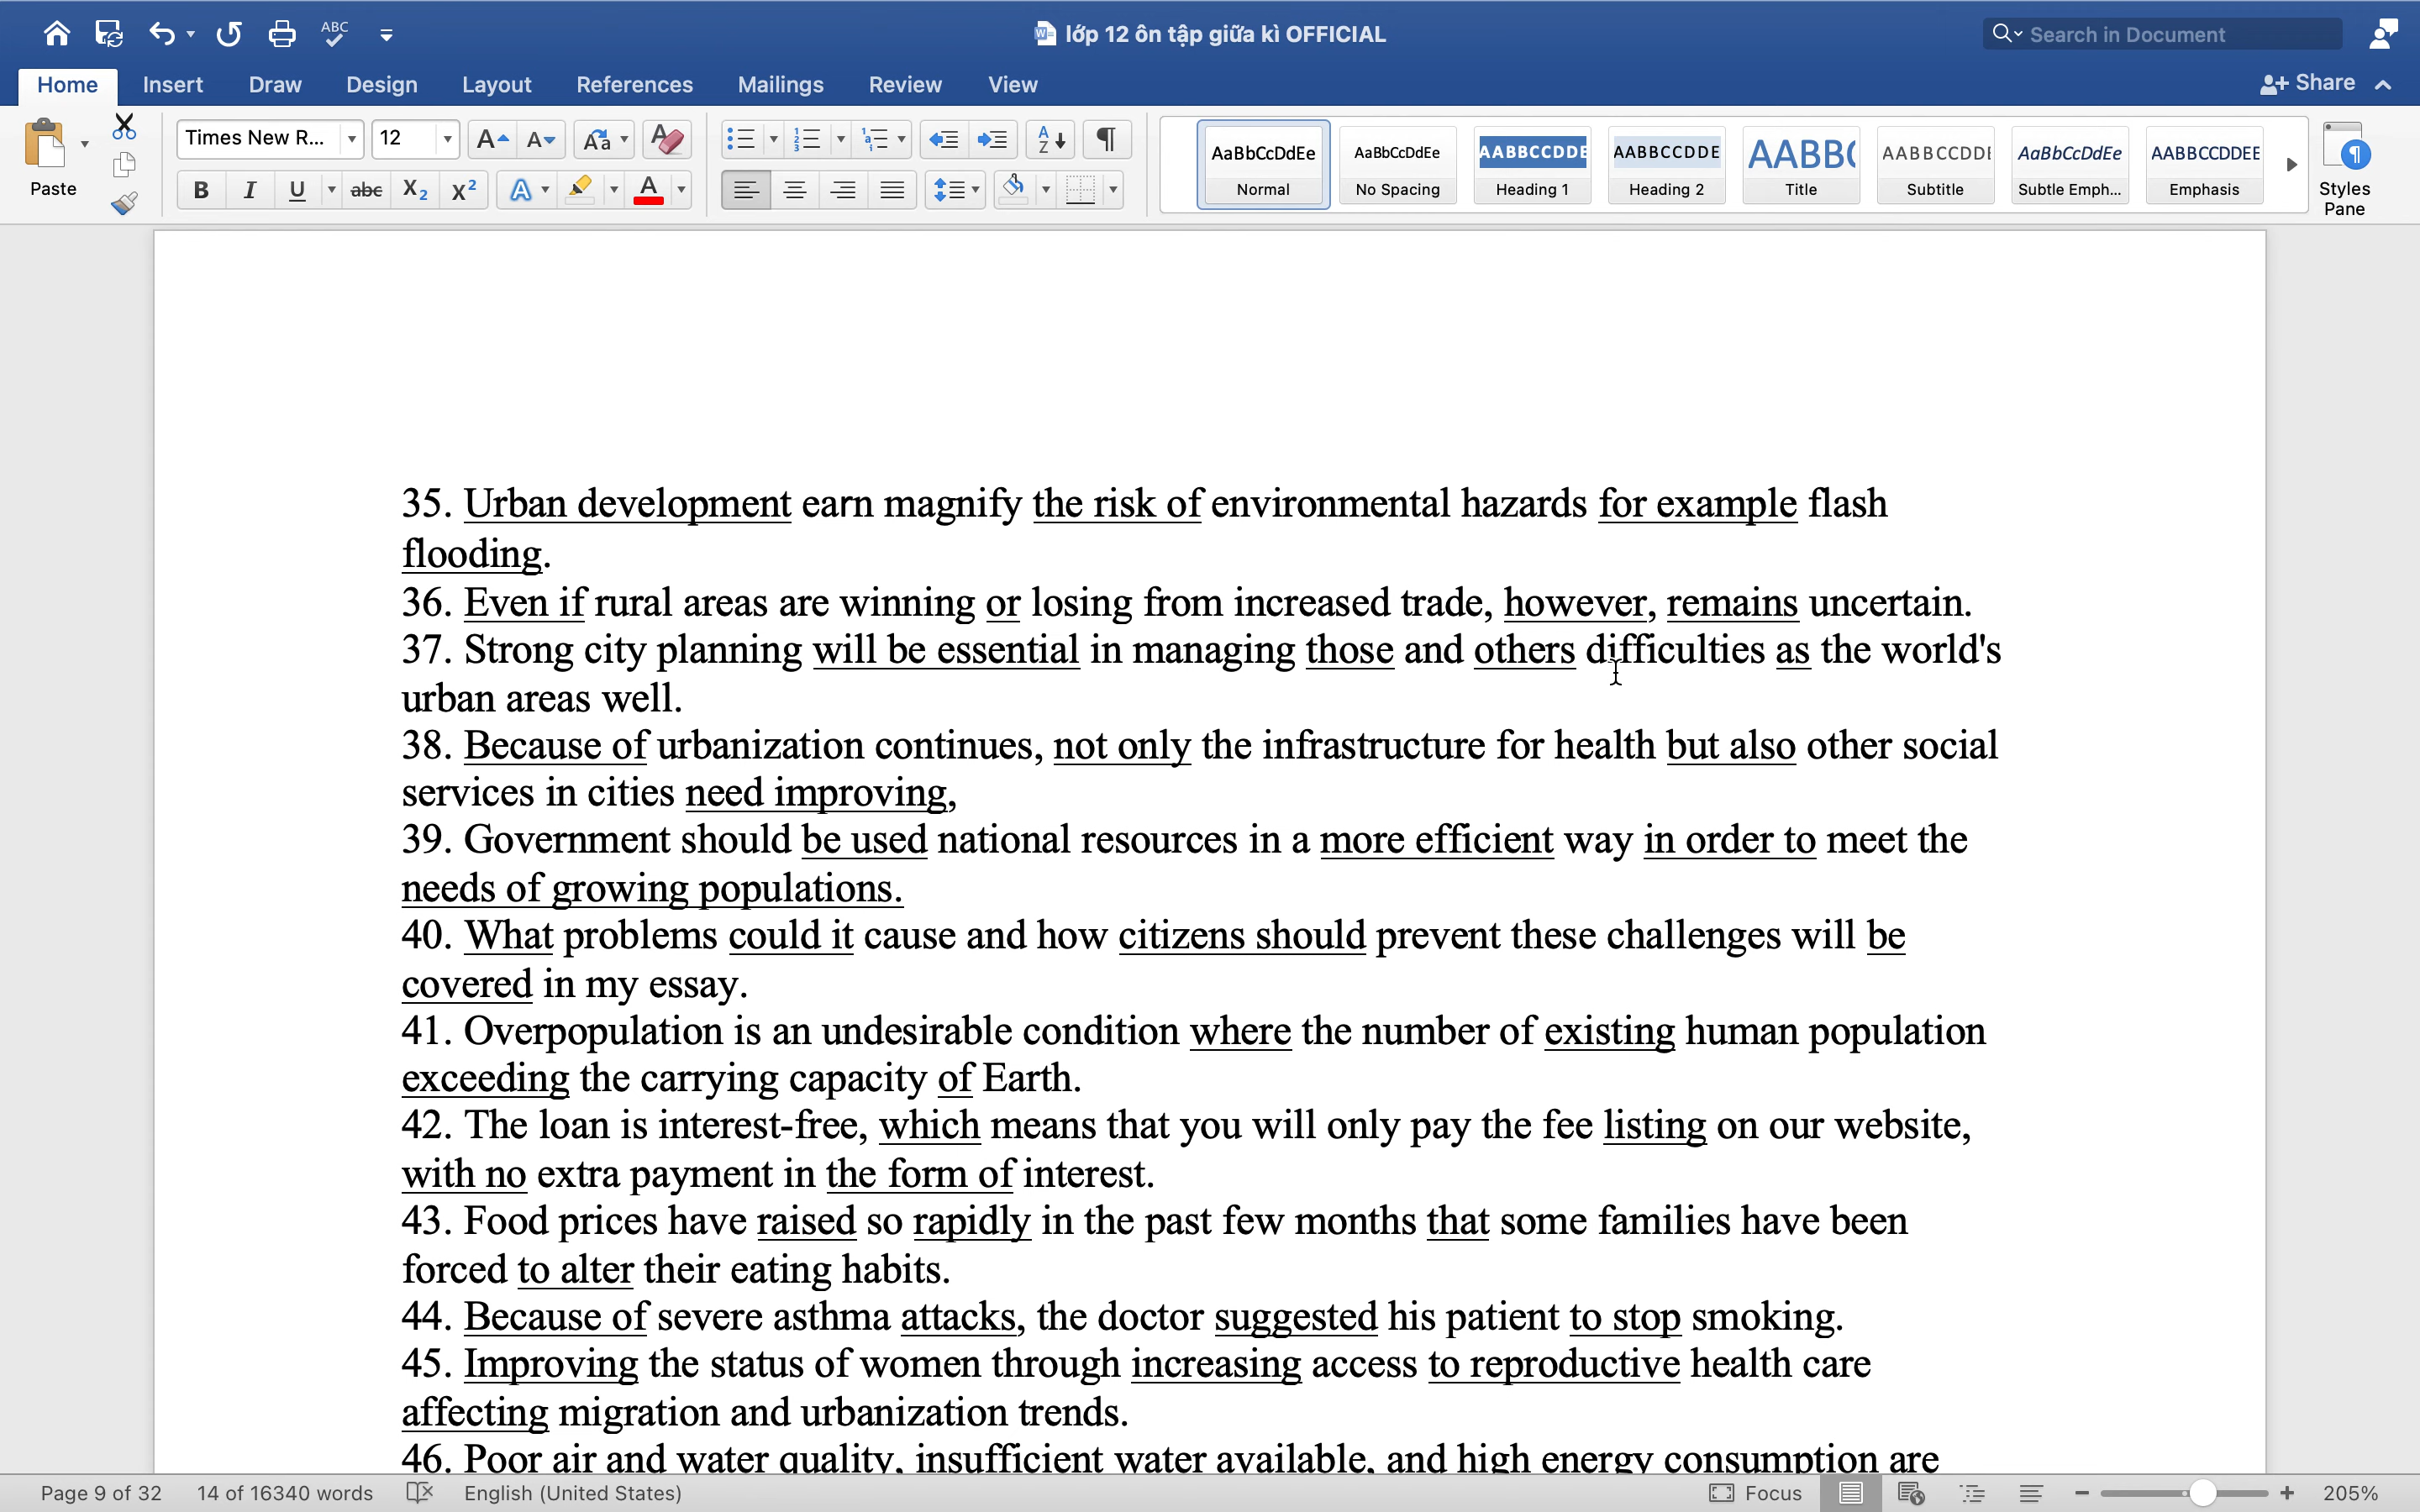 lớp 12 ôn tập giữa kì OFFICIAL
Search in Document
Home Insert Draw Design Layout References Mailings Review View Share
Paste
Times New R... 12
AaBbCcDdEe AaBbCcDdEe AABBCCDDE AABBCCDDE AABB( AABBCCDDE AaBbCcDdEe AABBCCDDEE
Normal No Spacing Heading 1 Heading 2 Title Subtitle Subtle Emph... Emphasis
Styles
Pane
35. Urban development earn magnify the risk of environmental hazards for example flash
flooding.
36. Even if rural areas are winning or losing from increased trade, however, remains uncertain.
37. Strong city planning will be essential in managing those and others difficulties as the world's
urban areas well.
38. Because of urbanization continues, not only the infrastructure for health but also other social
services in cities need improving,
39. Government should be used national resources in a more efficient way in order to meet the
needs of growing populations.
40. What problems could it cause and how citizens should prevent these challenges will be
covered in my essay.
41. Overpopulation is an undesirable condition where the number of existing human population
exceeding the carrying capacity of Earth.
42. The loan is interest-free, which means that you will only pay the fee listing on our website,
with no extra payment in the form of interest.
43. Food prices have raised so rapidly in the past few months that some families have been
forced to alter their eating habits.
44. Because of severe asthma attacks, the doctor suggested his patient to stop smoking.
45. Improving the status of women through increasing access to reproductive health care
affecting migration and urbanization trends.
46. Poor air and water quality, insufficient water available, and high energy consumption are
Page 9 of 32 14 of 16340 words English (United States) Focus 205%